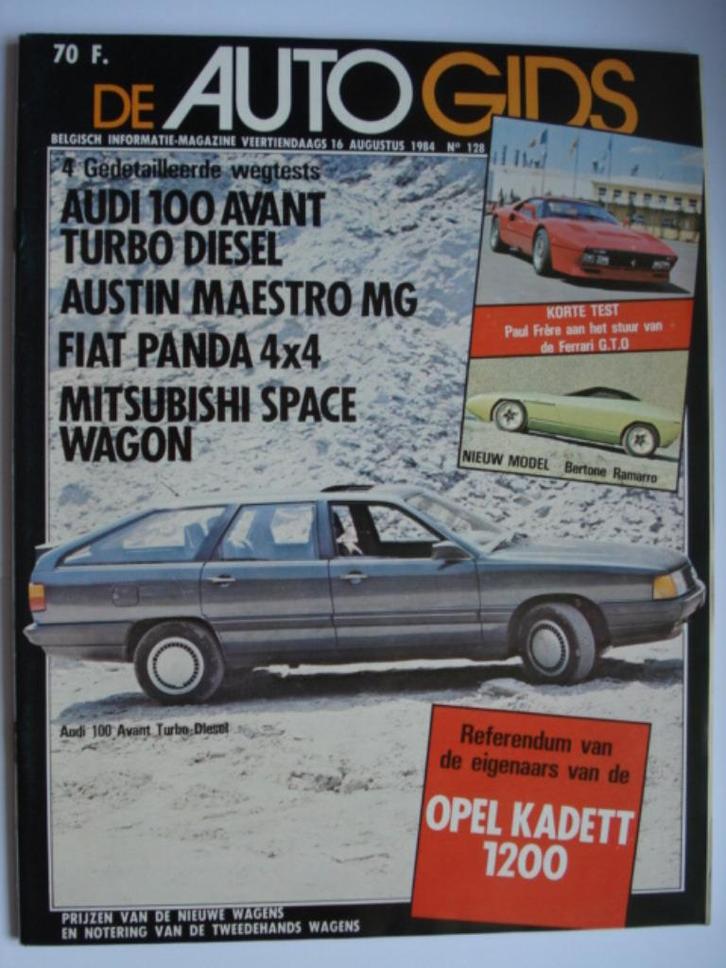 70 F.
DE AUTO GIDS
BELGISCH INFORMATIE-MAGAZINE VEERTIENDAAGS 16 AUGUSTUS 1984 Nº 128
4 Gedetailleerde wegtests
AUDI 100 AVANT
TURBO DIESEL
AUSTIN MAESTRO MG
FIAT PANDA 4x4
MITSUBISHI SPACE
WAGON
KORTE TEST
Paul Frère aan het stuur van
de Ferrari G.T.O
NIEUW MODEL Bertone Ramarro
Audi 100 Avant Turbo-Diesel
Referendum van
de eigenaars van de
OPEL KADETT
1200
PRIJZEN VAN DE NIEUWE WAGENS
EN NOTERING VAN DE TWEEDEHANDS WAGENS